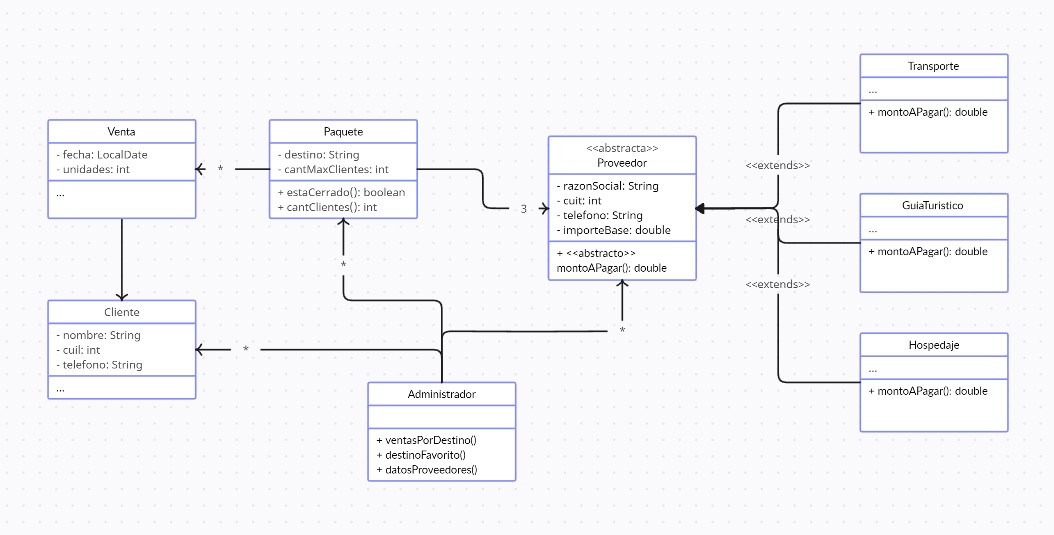 Venta
- fecha: LocalDate
- unidades: int
...
*
Paquete
- destino: String
- cantMaxClientes: int
+ estaCerrado(): boolean
+ cantClientes(): int
3
<<abstracta>>
Proveedor
- razonSocial: String
- cuit: int
- telefono: String
- importeBase: double
+ <<abstracto>>
montoAPagar(): double
<<extends>>
<<extends>>
<<extends>>
Transporte
...
+ montoAPagar(): double
GuiaTuristico
...
+ montoAPagar(): double
Hospedaje
...
+ montoAPagar(): double
Cliente
- nombre: String
- cuil: int
- telefono: String
...
*
*
*
Administrador
+ ventasPorDestino()
+ destinoFavorito()
+ datosProveedores()